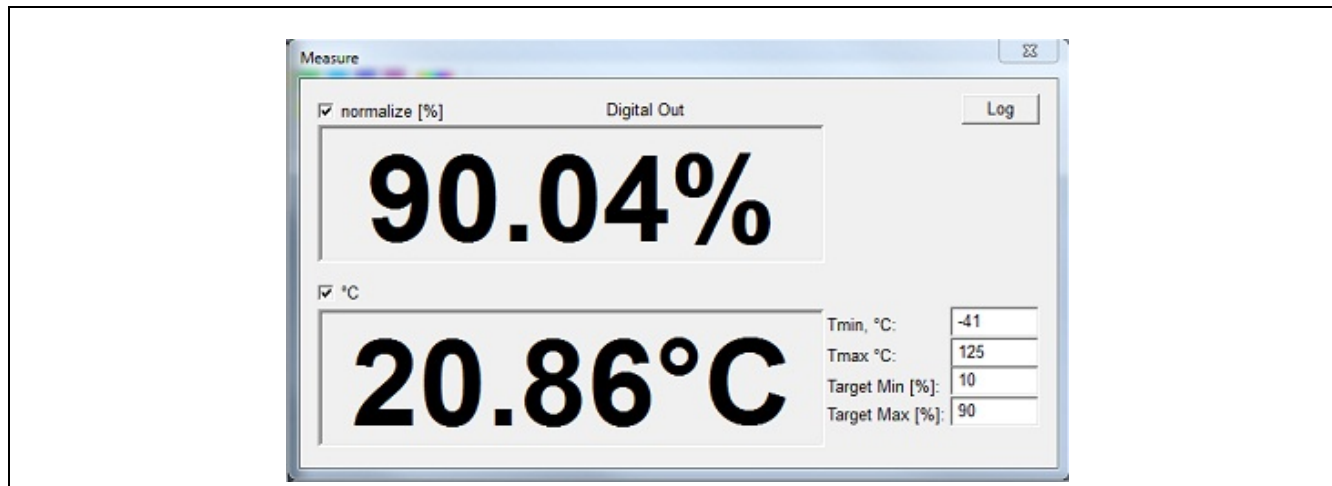 Measure
normalize [%] Digital Out Log
90.04%
°C
20.86°C
Tmin, °C: -41
Tmax °C: 125
Target Min [%]: 10
Target Max [%]: 90